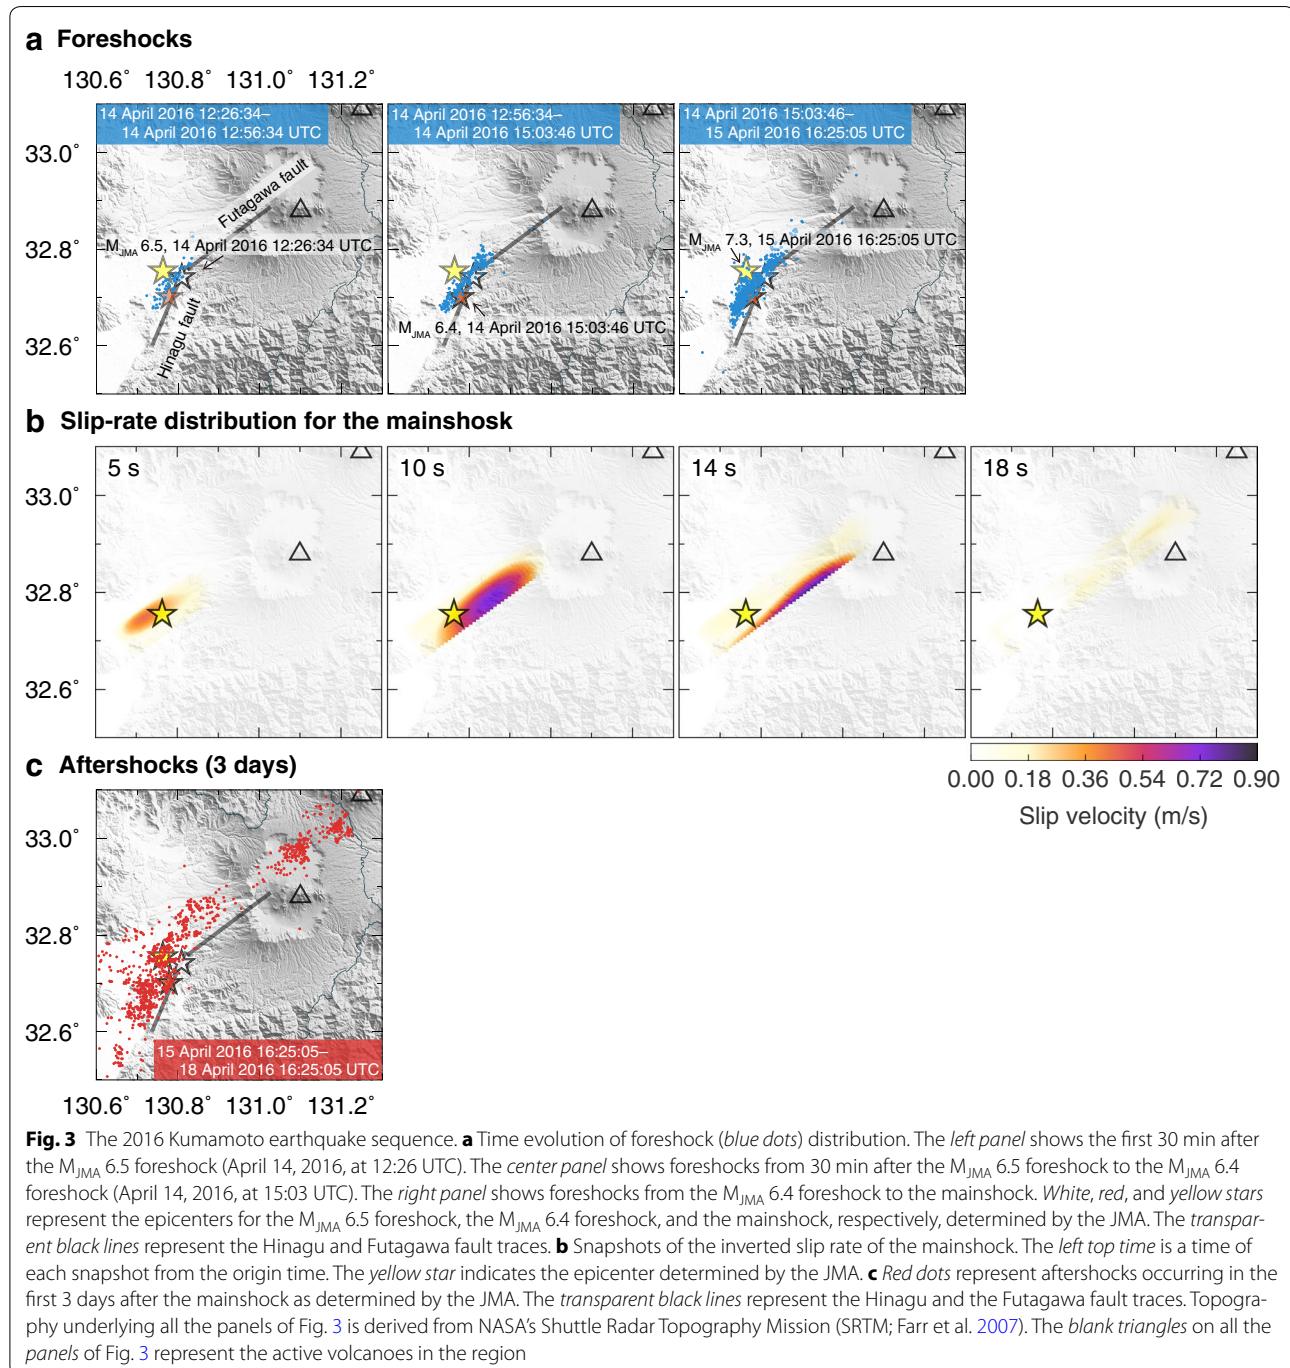 a Foreshocks
130.6° 130.8° 131.0° 131.2°
14 April 2016 12:26:34–
14 April 2016 12:56:34 UTC
14 April 2016 12:56:34–
14 April 2016 15:03:46 UTC
14 April 2016 15:03:46–
15 April 2016 16:25:05 UTC
33.0°
32.8°
32.6°
Futagawa fault
M_JMA 6.5, 14 April 2016 12:26:34 UTC
Hinagu fault
M_JMA 6.4, 14 April 2016 15:03:46 UTC
M_JMA 7.3, 15 April 2016 16:25:05 UTC
b Slip-rate distribution for the mainshosk
5 s
10 s
14 s
18 s
33.0°
32.8°
32.6°
0.00 0.18 0.36 0.54 0.72 0.90
Slip velocity (m/s)
c Aftershocks (3 days)
33.0°
32.8°
32.6°
15 April 2016 16:25:05–
18 April 2016 16:25:05 UTC
130.6° 130.8° 131.0° 131.2°
Fig. 3 The 2016 Kumamoto earthquake sequence. a Time evolution of foreshock (blue dots) distribution. The left panel shows the first 30 min after
the M_JMA 6.5 foreshock (April 14, 2016, at 12:26 UTC). The center panel shows foreshocks from 30 min after the M_JMA 6.5 foreshock to the M_JMA 6.4
foreshock (April 14, 2016, at 15:03 UTC). The right panel shows foreshocks from the M_JMA 6.4 foreshock to the mainshock. White, red, and yellow stars
represent the epicenters for the M_JMA 6.5 foreshock, the M_JMA 6.4 foreshock, and the mainshock, respectively, determined by the JMA. The transpar-
ent black lines represent the Hinagu and Futagawa fault traces. b Snapshots of the inverted slip rate of the mainshock. The left top time is a time of
each snapshot from the origin time. The yellow star indicates the epicenter determined by the JMA. c Red dots represent aftershocks occurring in the
first 3 days after the mainshock as determined by the JMA. The transparent black lines represent the Hinagu and the Futagawa fault traces. Topogra-
phy underlying all the panels of Fig. 3 is derived from NASA's Shuttle Radar Topography Mission (SRTM; Farr et al. 2007). The blank triangles on all the
panels of Fig. 3 represent the active volcanoes in the region